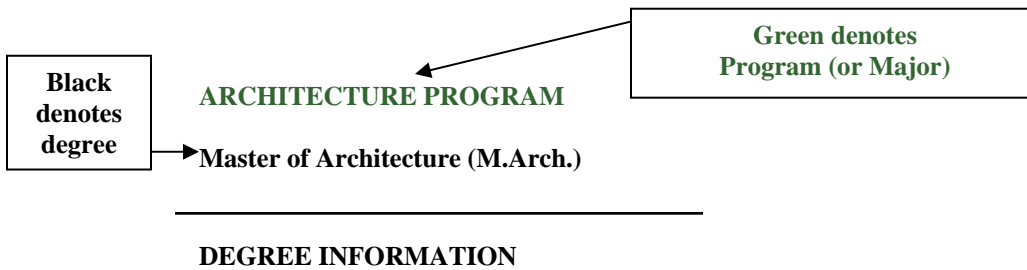 Green denotes
Program (or Major)
Black
denotes
degree
ARCHITECTURE PROGRAM
Master of Architecture (M.Arch.)
DEGREE INFORMATION